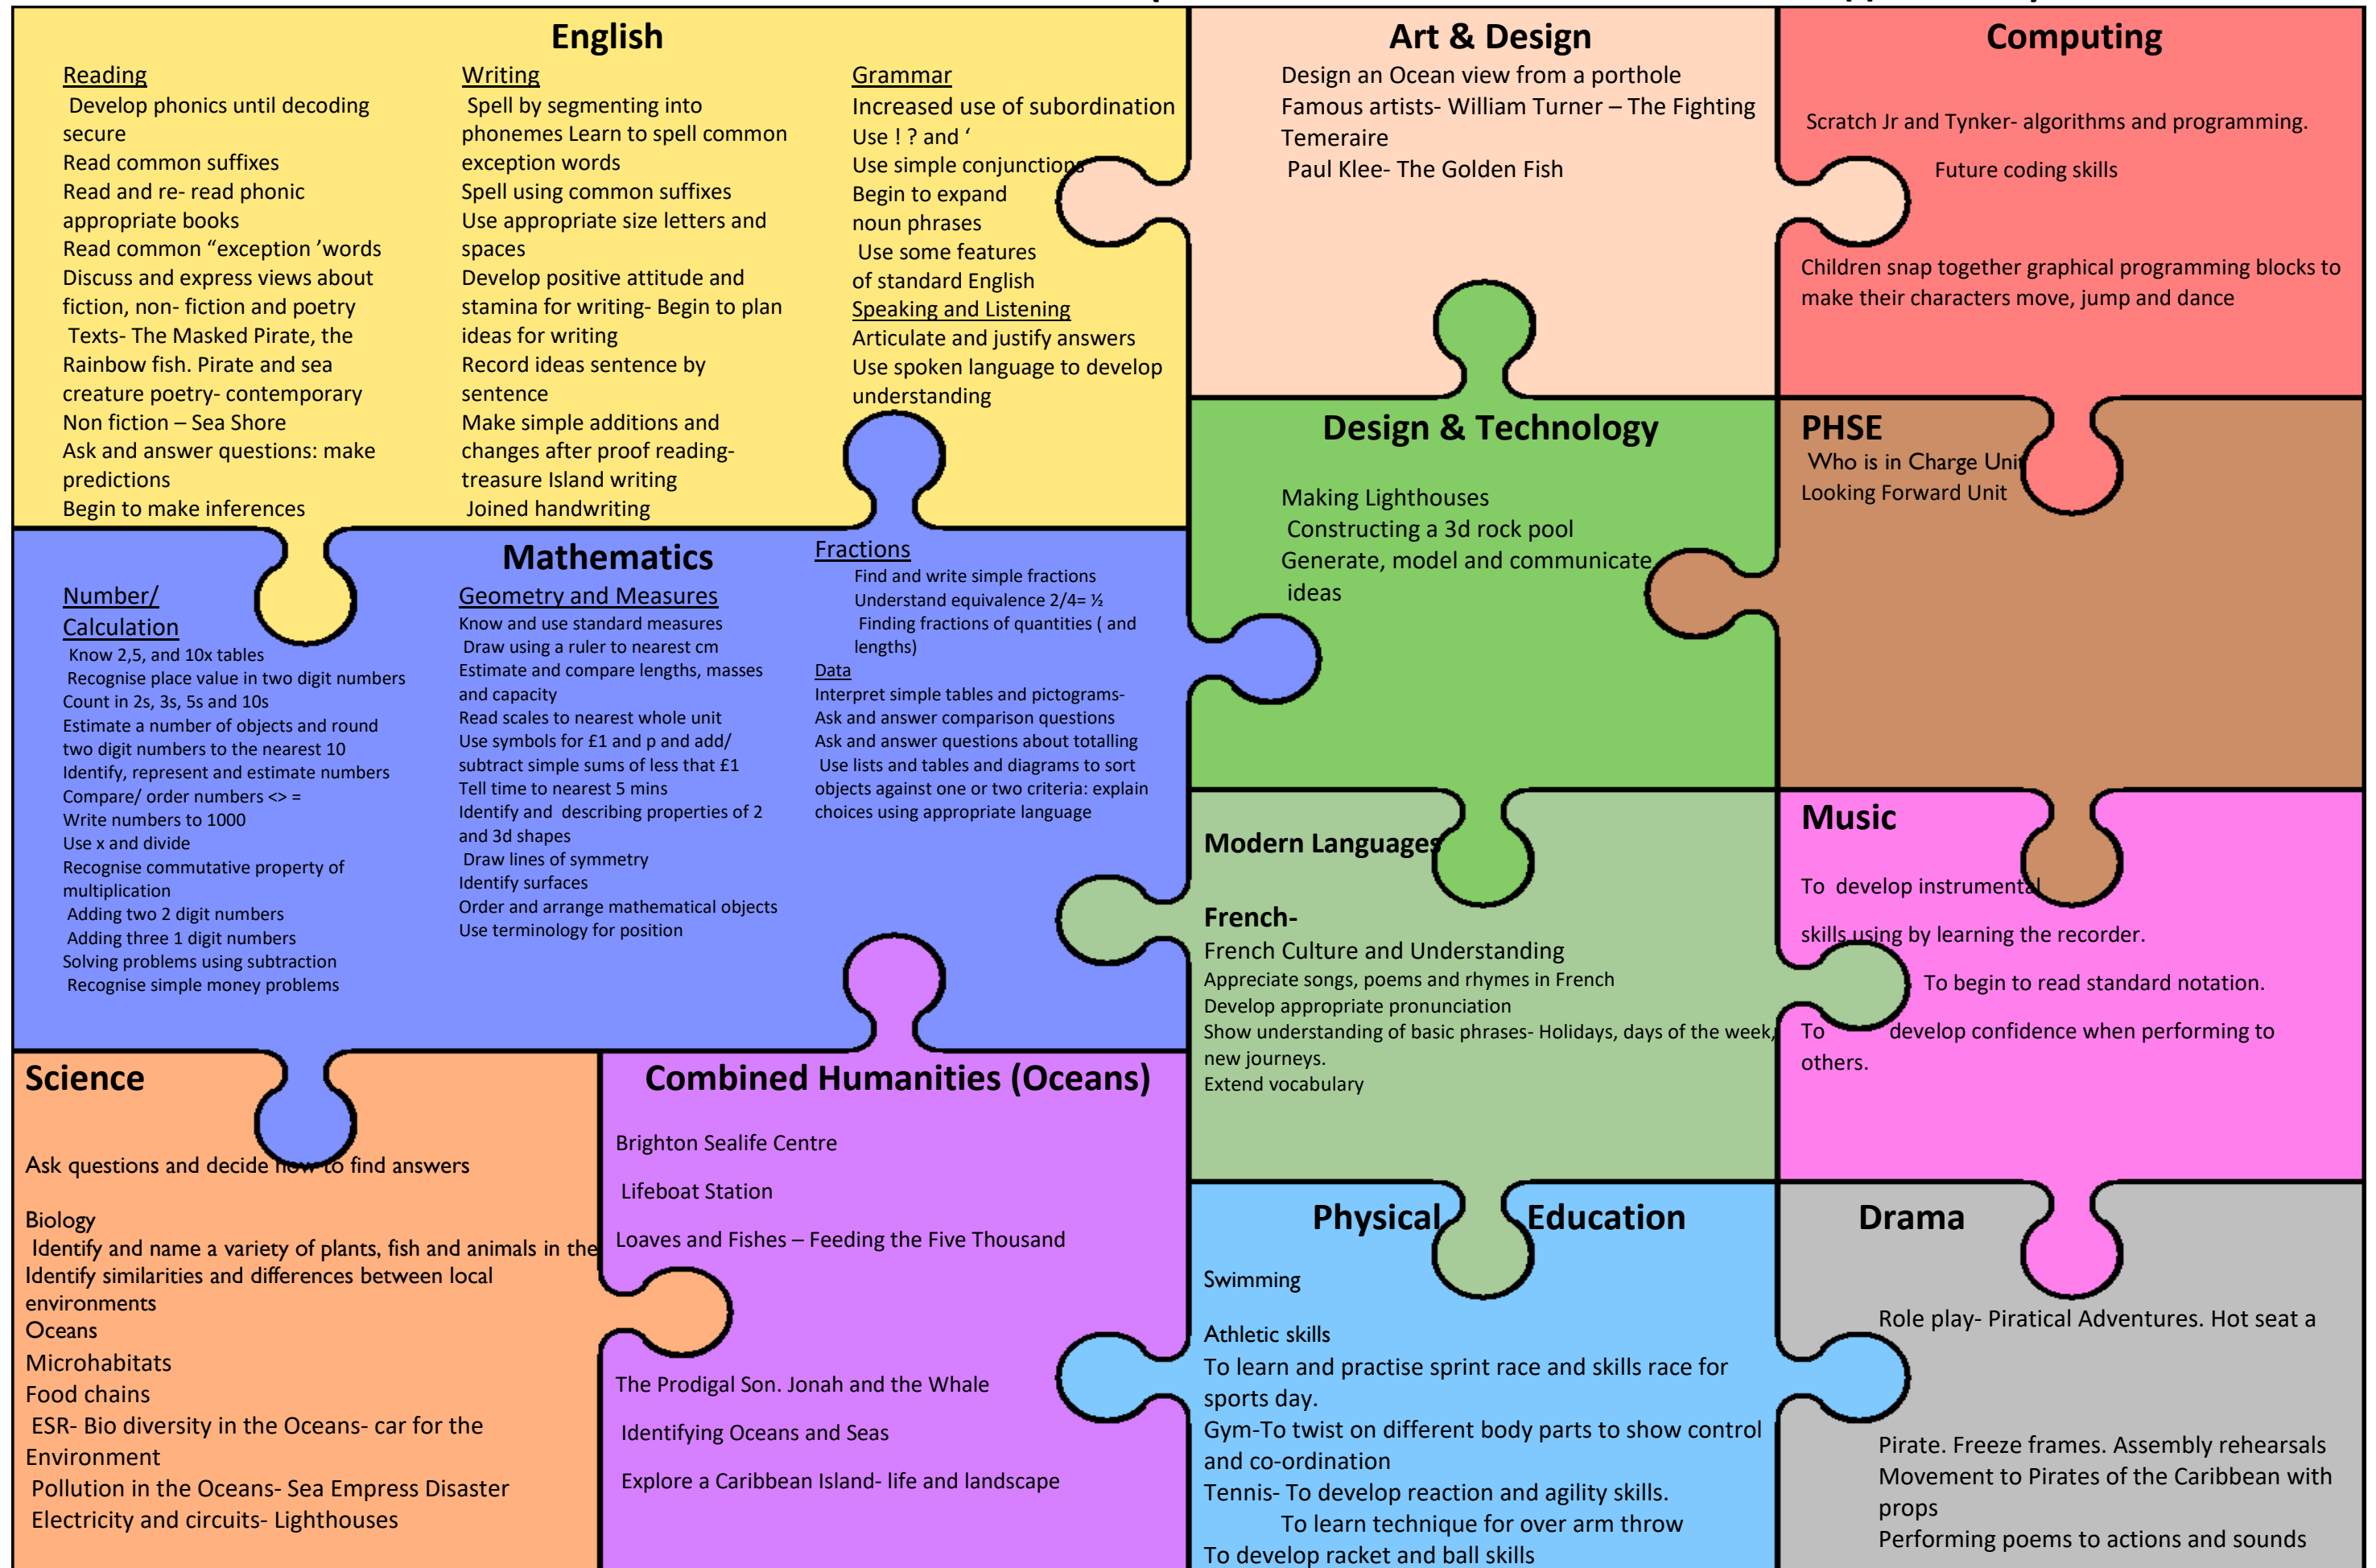 English
Reading
Develop phonics until decoding
secure
Read common suffixes
Read and re- read phonic
appropriate books
Read common “exception ’words
Discuss and express views about
fiction, non- fiction and poetry
Texts- The Masked Pirate, the
Rainbow fish. Pirate and sea
creature poetry- contemporary
Non fiction – Sea Shore
Ask and answer questions: make
predictions
Begin to make inferences
Writing
Spell by segmenting into
phonemes Learn to spell common
exception words
Spell using common suffixes
Use appropriate size letters and
spaces
Develop positive attitude and
stamina for writing- Begin to plan
ideas for writing
Record ideas sentence by
sentence
Make simple additions and
changes after proof reading-
treasure Island writing
Joined handwriting
Grammar
Increased use of subordination
Use ! ? and ‘
Use simple conjunctions
Begin to expand
noun phrases
Use some features
of standard English
Speaking and Listening
Articulate and justify answers
Use spoken language to develop
understanding
Art & Design
Design an Ocean view from a porthole
Famous artists- William Turner – The Fighting
Temeraire
Paul Klee- The Golden Fish
Computing
Scratch Jr and Tynker- algorithms and programming.
Future coding skills
Children snap together graphical programming blocks to
make their characters move, jump and dance
Design & Technology
Making Lighthouses
Constructing a 3d rock pool
Generate, model and communicate
ideas
PHSE
Who is in Charge Unit
Looking Forward Unit
Mathematics
Number/
Calculation
Know 2,5, and 10x tables
Recognise place value in two digit numbers
Count in 2s, 3s, 5s and 10s
Estimate a number of objects and round
two digit numbers to the nearest 10
Identify, represent and estimate numbers
Compare/ order numbers <> =
Write numbers to 1000
Use x and divide
Recognise commutative property of
multiplication
Adding two 2 digit numbers
Adding three 1 digit numbers
Solving problems using subtraction
Recognise simple money problems
Geometry and Measures
Know and use standard measures
Draw using a ruler to nearest cm
Estimate and compare lengths, masses
and capacity
Read scales to nearest whole unit
Use symbols for £1 and p and add/
subtract simple sums of less that £1
Tell time to nearest 5 mins
Identify and  describing properties of 2
and 3d shapes
Draw lines of symmetry
Identify surfaces
Order and arrange mathematical objects
Use terminology for position
Fractions
Find and write simple fractions
Understand equivalence 2/4= ½
Finding fractions of quantities ( and
lengths)
Data
Interpret simple tables and pictograms-
Ask and answer comparison questions
Ask and answer questions about totalling
Use lists and tables and diagrams to sort
objects against one or two criteria: explain
choices using appropriate language
Modern Languages
French-
French Culture and Understanding
Appreciate songs, poems and rhymes in French
Develop appropriate pronunciation
Show understanding of basic phrases- Holidays, days of the week,
new journeys.
Extend vocabulary
Music
To  develop instrumental
skills using by learning the recorder.
To begin to read standard notation.
To develop confidence when performing to
others.
Science
Ask questions and decide how to find answers
Biology
Identify and name a variety of plants, fish and animals in the
Identify similarities and differences between local
environments
Oceans
Microhabitats
Food chains
ESR- Bio diversity in the Oceans- car for the
Environment
Pollution in the Oceans- Sea Empress Disaster
Electricity and circuits- Lighthouses
Combined Humanities (Oceans)
Brighton Sealife Centre
Lifeboat Station
Loaves and Fishes – Feeding the Five Thousand
The Prodigal Son. Jonah and the Whale
Identifying Oceans and Seas
Explore a Caribbean Island- life and landscape
Physical Education
Swimming
Athletic skills
To learn and practise sprint race and skills race for
sports day.
Gym-To twist on different body parts to show control
and co-ordination
Tennis- To develop reaction and agility skills.
To learn technique for over arm throw
To develop racket and ball skills
Drama
Role play- Piratical Adventures. Hot seat a
Pirate. Freeze frames. Assembly rehearsals
Movement to Pirates of the Caribbean with
props
Performing poems to actions and sounds